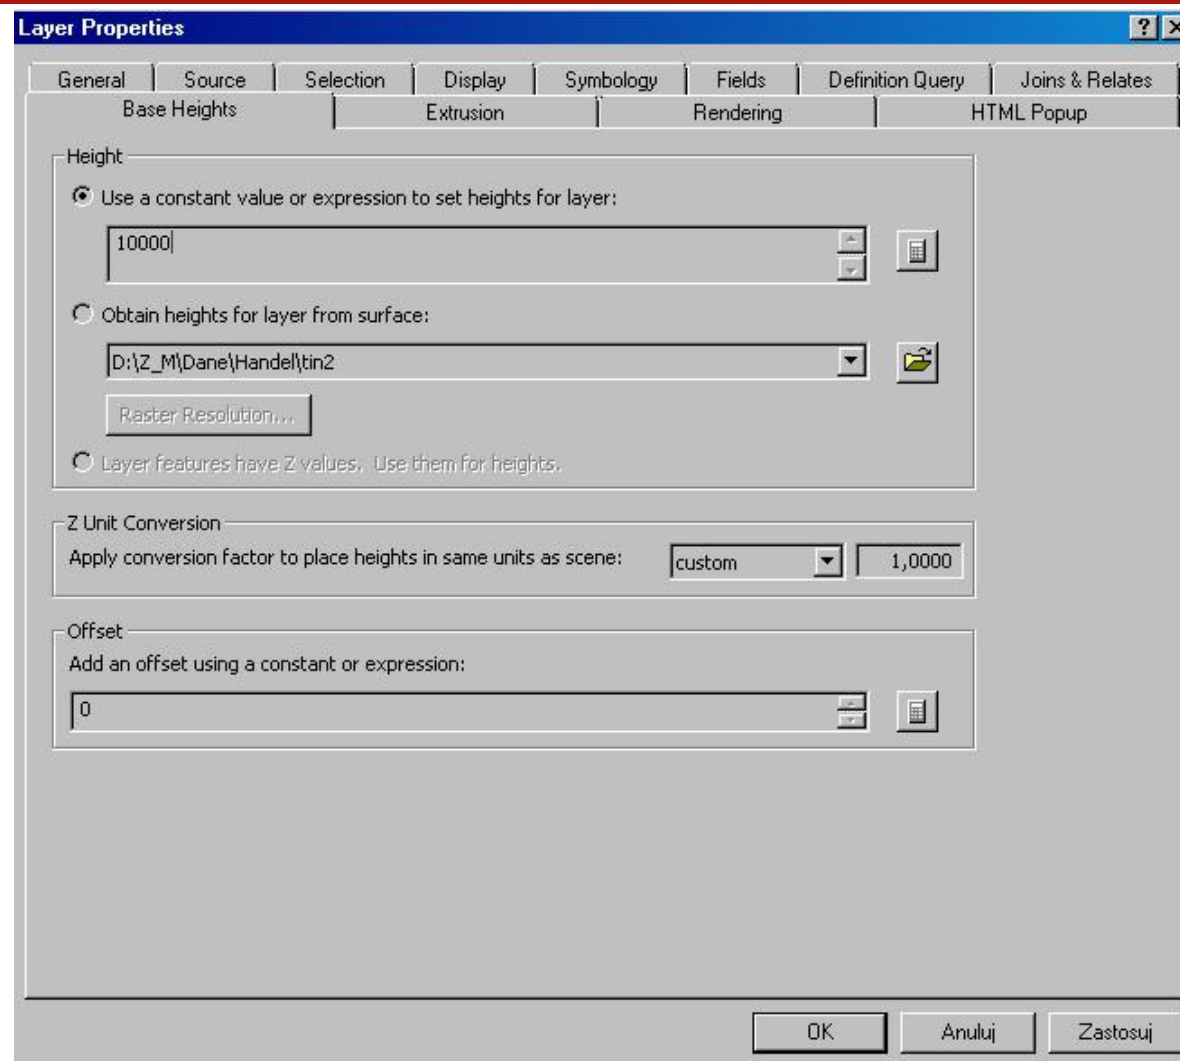 Layer Properties
General Source Selection Display Symbology Fields Definition Query Joins & Relates
Base Heights Extrusion Rendering HTML Popup
Height
Use a constant value or expression to set heights for layer:
10000
Obtain heights for layer from surface:
D:\Z_M\Dane\Handel\tin2
Raster Resolution...
Layer features have Z values. Use them for heights.
Z Unit Conversion
Apply conversion factor to place heights in same units as scene: custom 1,0000
Offset
Add an offset using a constant or expression:
0
OK Anuluj Zastosuj